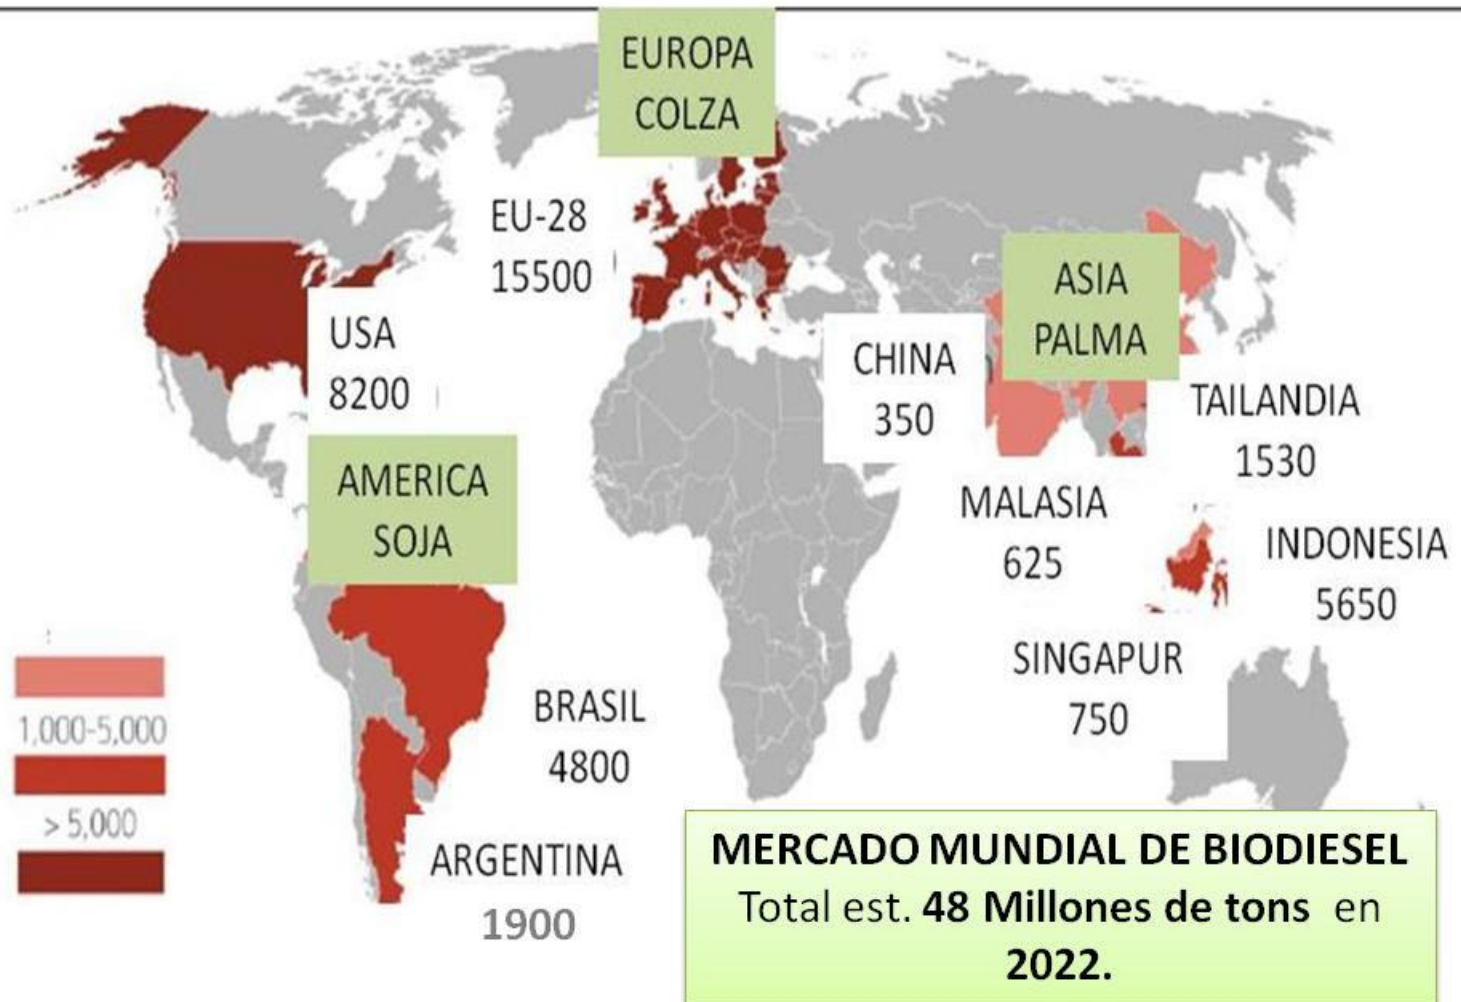 EUROPA
COLZA
EU-28
15500
USA
8200
ASIA
PALMA
CHINA
350
TAILANDIA
1530
AMERICA
SOJA
MALASIA
625
INDONESIA
5650
SINGAPUR
750
1,000-5,000
> 5,000
BRASIL
4800
ARGENTINA
1900
MERCADO MUNDIAL DE BIODIESEL
Total est. 48 Millones de tons en
2022.